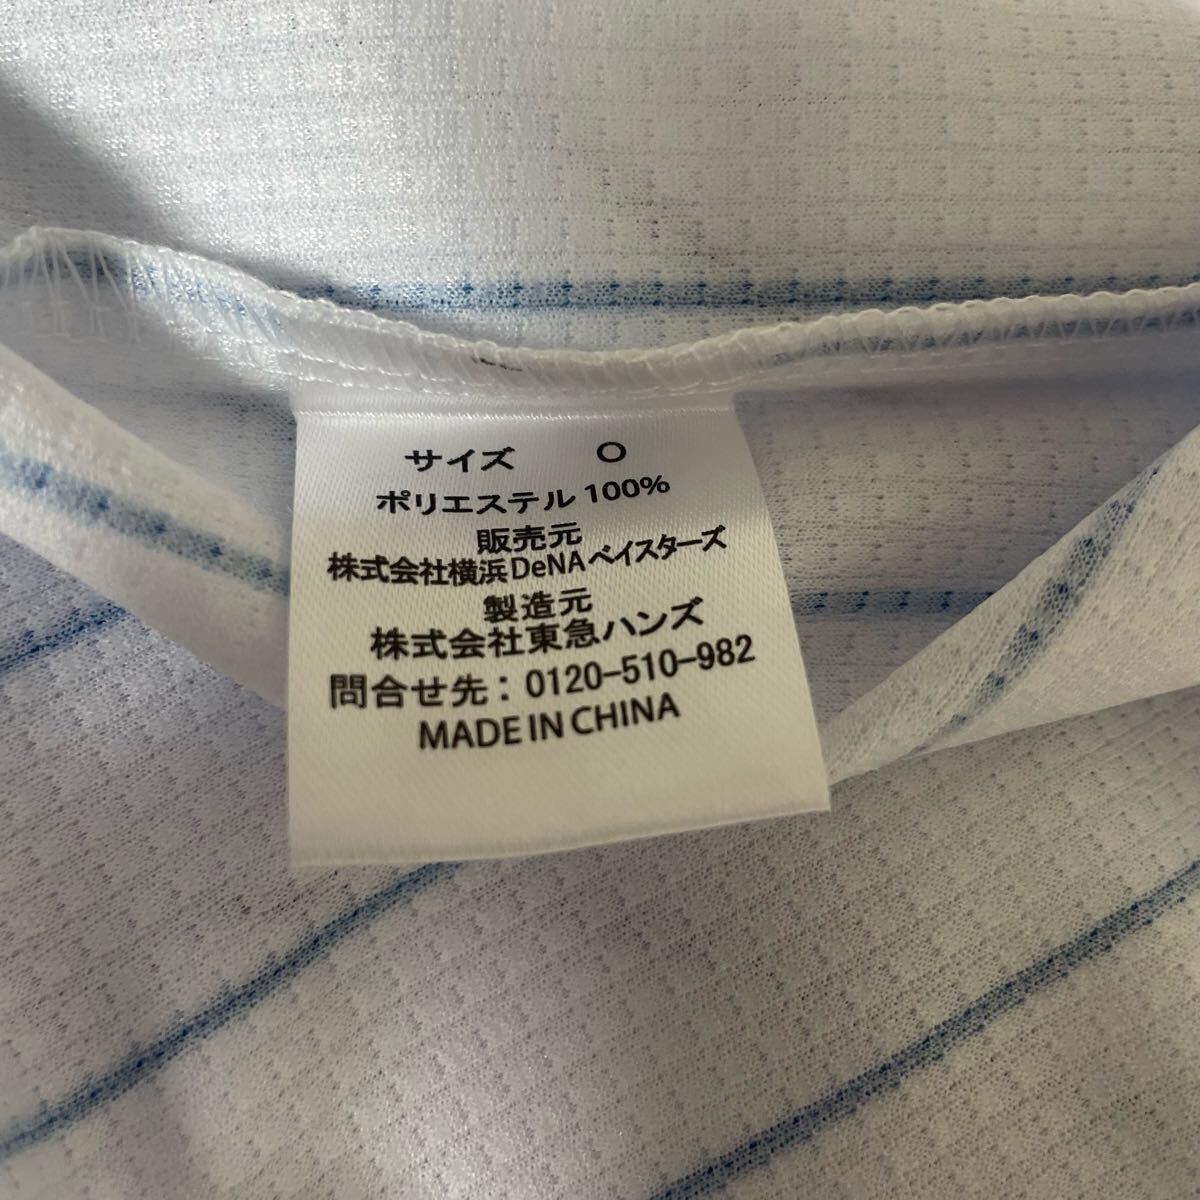 サイズ O
ポリエステル 100%
販売元
株式会社横浜DeNAベイスターズ
製造元
株式会社東急ハンズ
問合せ先：0120-510-982
MADE IN CHINA